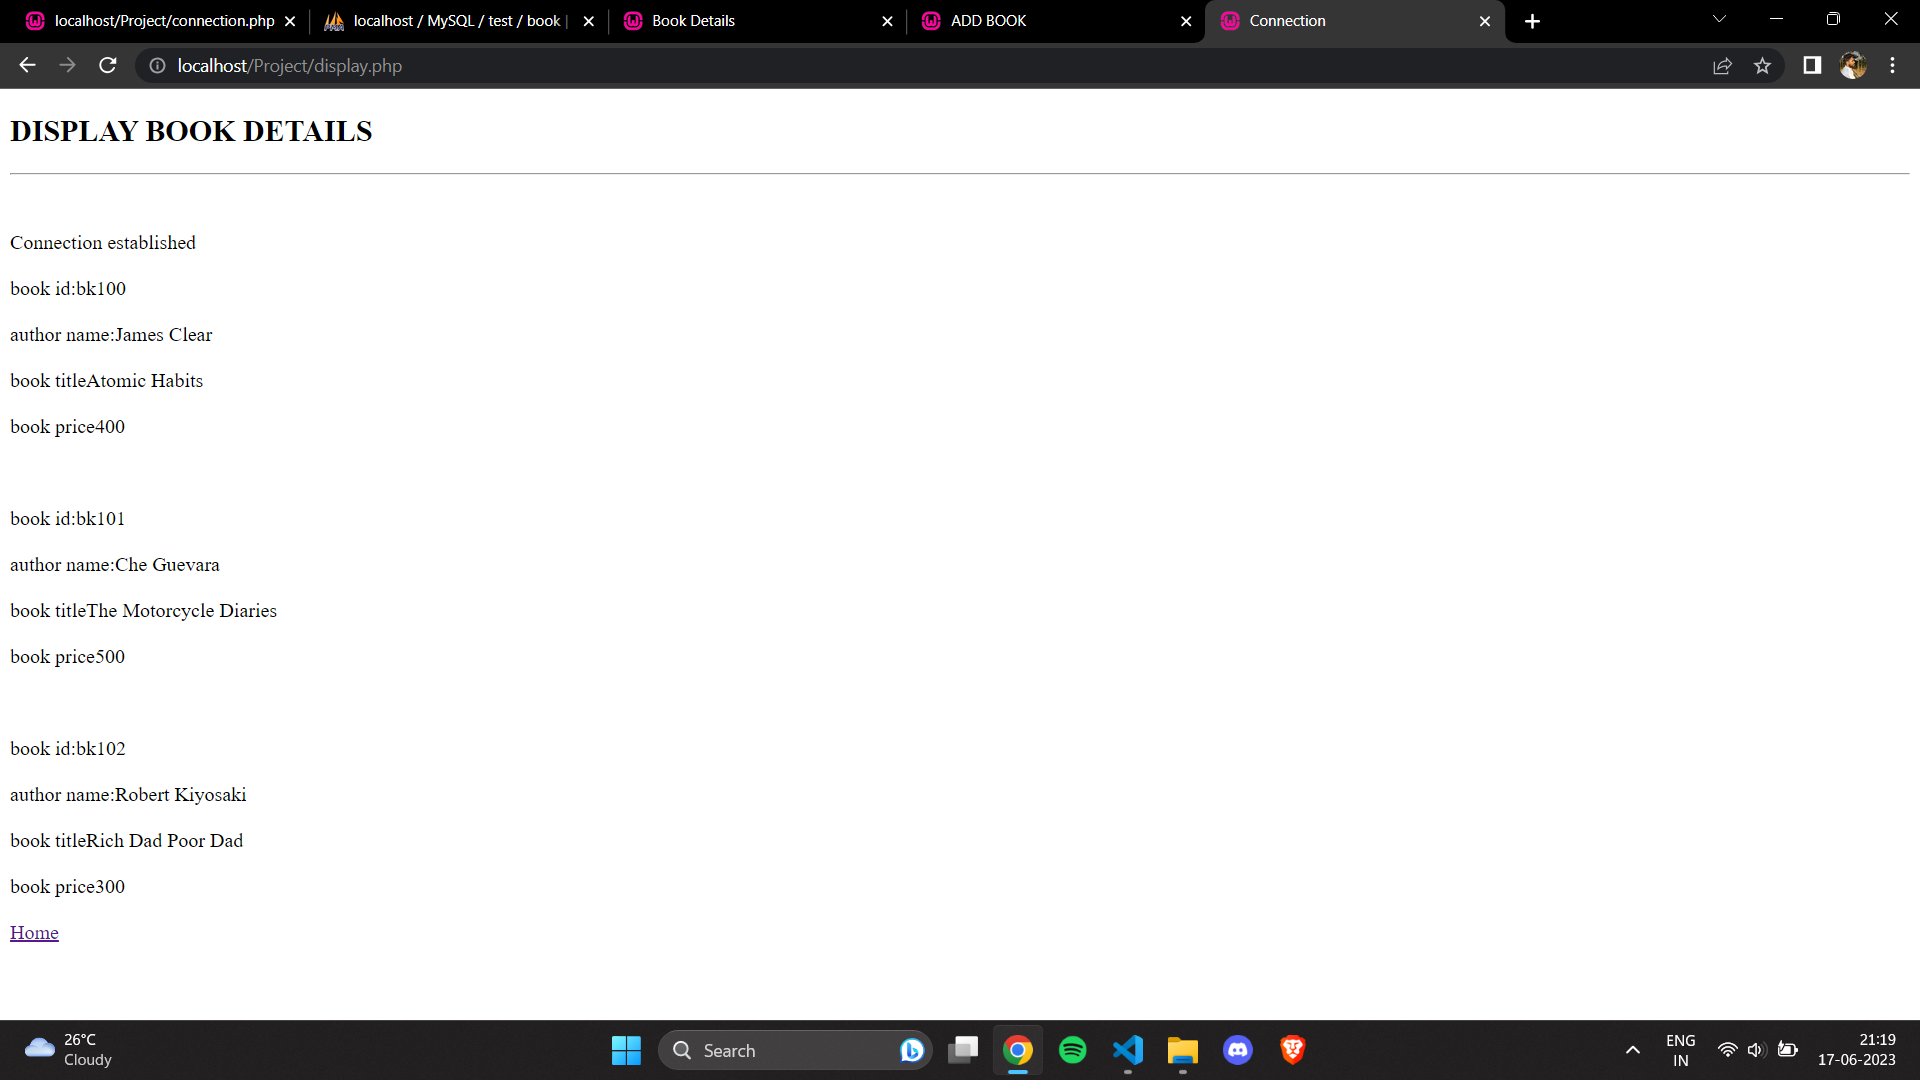 localhost/Project/connection.php
localhost / MySQL / test / book |
Book Details
ADD BOOK
Connection
localhost/Project/display.php
DISPLAY BOOK DETAILS
Connection established
book id:bk100
author name:James Clear
book titleAtomic Habits
book price400
book id:bk101
author name:Che Guevara
book titleThe Motorcycle Diaries
book price500
book id:bk102
author name:Robert Kiyosaki
book titleRich Dad Poor Dad
book price300
Home
26°C
Cloudy
Search
ENG
IN
21:19
17-06-2023